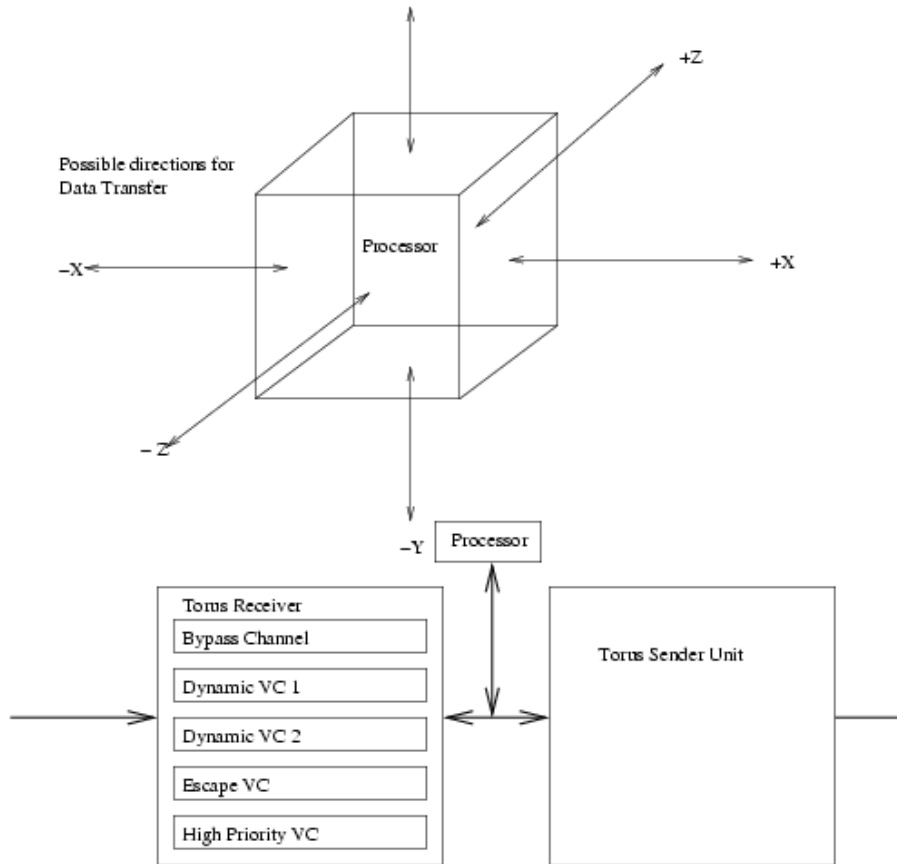 +Z
Possible directions for
Data Transfer
Processor
−X
+X
− Z
−Y
Processor
Torus Receiver
Bypass Channel
Torus Sender Unit
Dynamic VC 1
Dynamic VC 2
Escape VC
High Priority VC